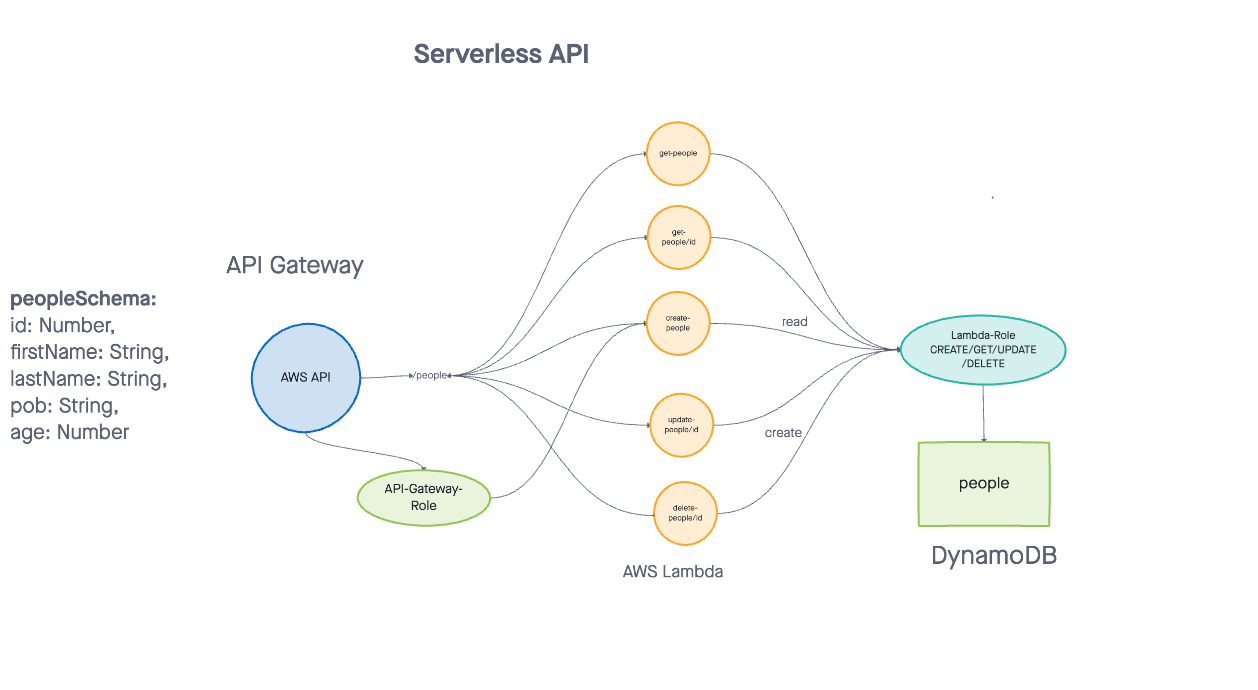 Serverless API
API Gateway
peopleSchema:
id: Number,
firstName: String,
lastName: String,
pob: String,
age: Number
AWS API
/people
API-Gateway-
Role
get-people
get-
people/id
create-
people
update-
people/id
delete-
people/id
AWS Lambda
read
create
Lambda-Role
CREATE/GET/UPDATE
/DELETE
people
DynamoDB